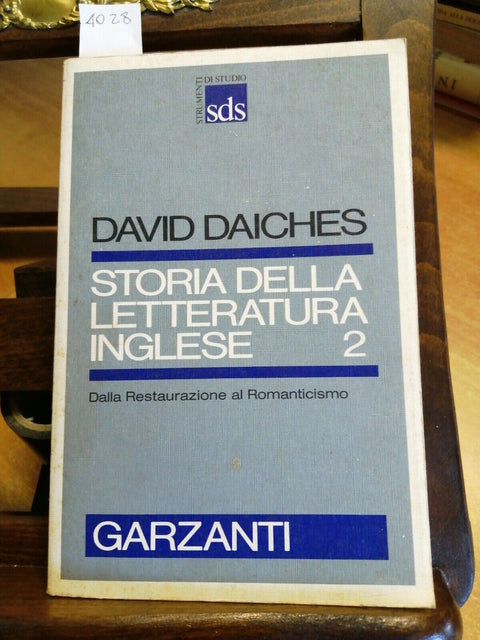 4028
STRUMENTI
DI STUDIO
sds
DAVID DAICHES
STORIA DELLA
LETTERATURA
INGLESE 2
Dalla Restaurazione al Romanticismo
GARZANTI